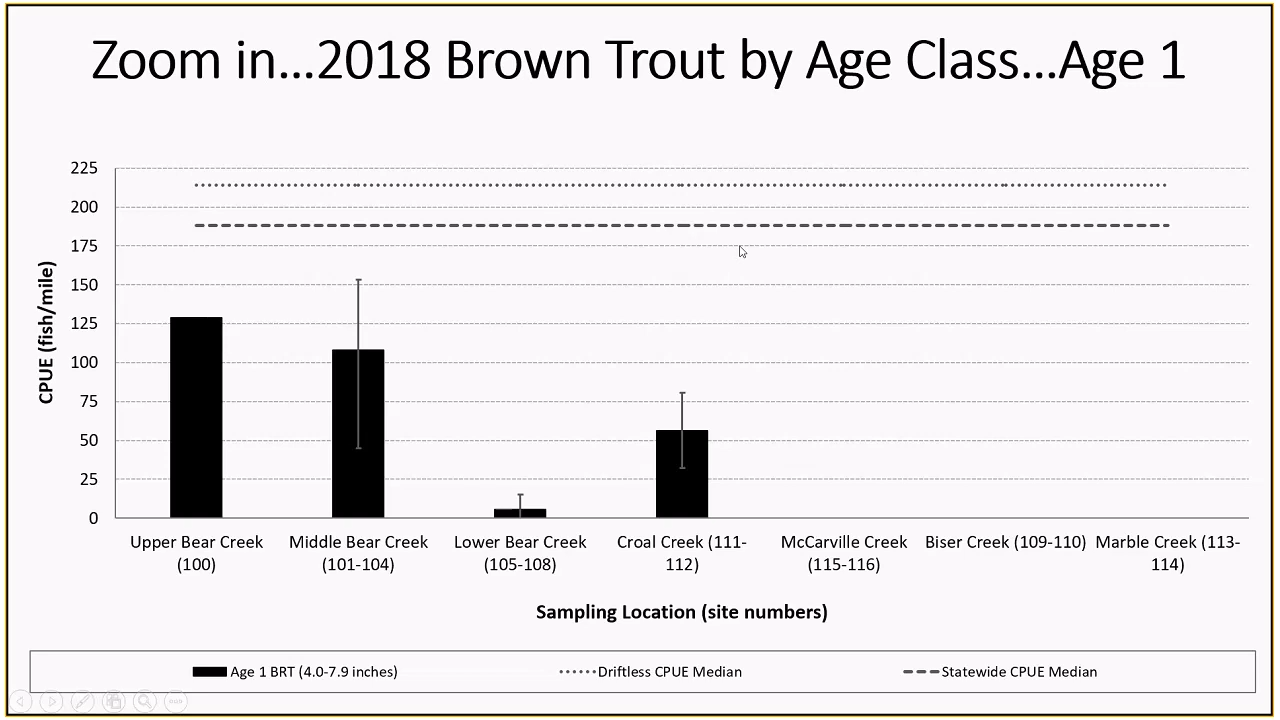 Zoom in...2018 Brown Trout by Age Class...Age 1
225
200
175
150
125
100
75
50
25
0
CPUE (fish/mile)
Upper Bear Creek
(100)
Middle Bear Creek
(101-104)
Lower Bear Creek
(105-108)
Croal Creek (111-
112)
McCarville Creek
(115-116)
Biser Creek (109-110)
Marble Creek (113-
114)
Sampling Location (site numbers)
Age 1 BRT (4.0-7.9 inches)
Driftless CPUE Median
Statewide CPUE Median